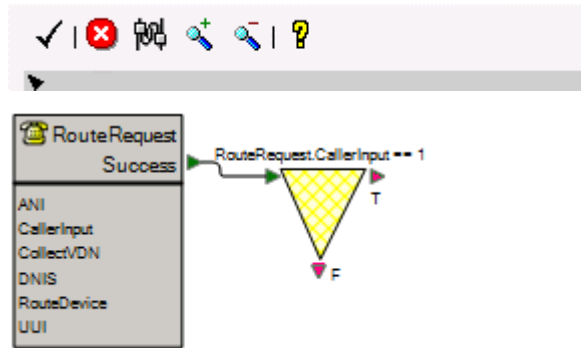 RouteRequest
Success
RouteRequest.CallerInput == 1
T
F
ANI
CallerInput
CollectVDN
DNIS
RouteDevice
UUI